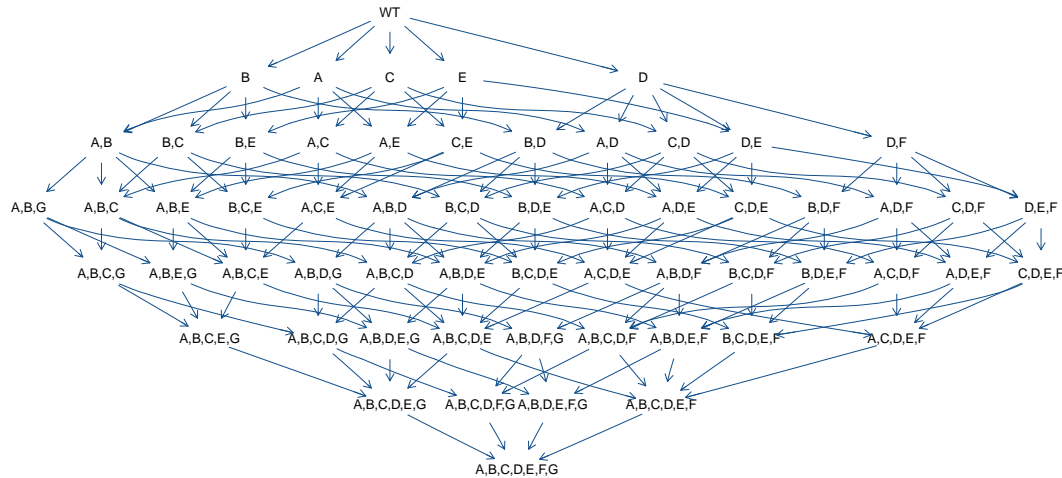 WT
B A C E D
A,B B,C B,E A,C A,E C,E B,D A,D C,D D,E D,F
A,B,G A,B,C A,B,E B,C,E A,C,E A,B,D B,C,D B,D,E A,C,D A,D,E C,D,E B,D,F A,D,F C,D,F D,E,F
A,B,C,G A,B,E,G A,B,C,E A,B,D,G A,B,C,D A,B,D,E B,C,D,E A,C,D,E A,B,D,F B,C,D,F B,D,E,F A,C,D,F A,D,E,F C,D,E,F
A,B,C,E,G A,B,C,D,G A,B,D,E,G A,B,C,D,E A,B,D,F,G A,B,C,D,F A,B,D,E,F B,C,D,E,F A,C,D,E,F
A,B,C,D,E,G A,B,C,D,F,G A,B,D,E,F,G A,B,C,D,E,F
A,B,C,D,E,F,G